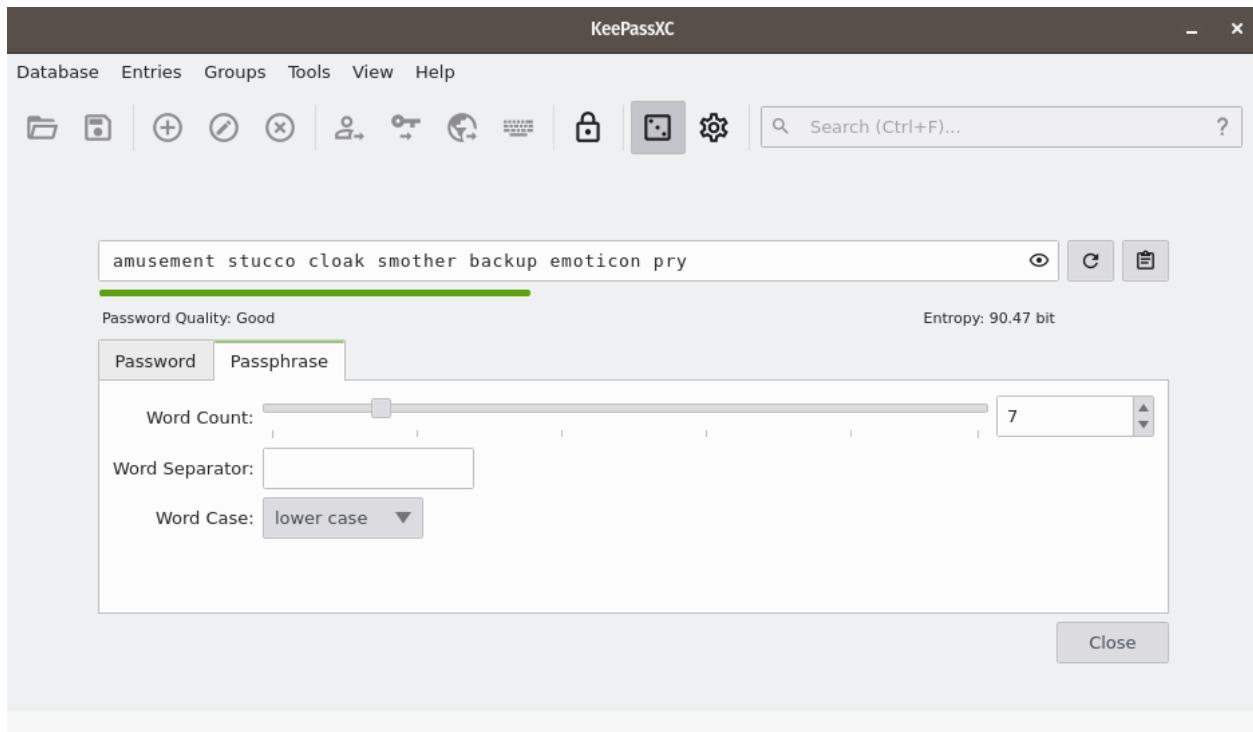 KeePassXC
Database Entries Groups Tools View Help
Search (Ctrl+F)... ?
amusement stucco cloak smother backup emoticon pry
Password Quality: Good Entropy: 90.47 bit
Password Passphrase
Word Count: 7
Word Separator:
Word Case: lower case
Close